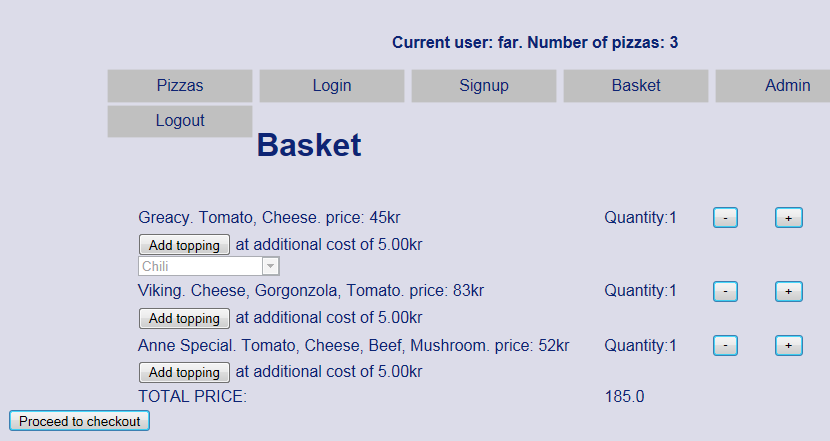 Current user: far. Number of pizzas: 3
Pizzas Login Signup Basket Admin
Logout
Basket
Greacy. Tomato, Cheese. price: 45kr Quantity:1 - +
Add topping at additional cost of 5.00kr
Chili
Viking. Cheese, Gorgonzola, Tomato. price: 83kr Quantity:1 - +
Add topping at additional cost of 5.00kr
Anne Special. Tomato, Cheese, Beef, Mushroom. price: 52kr Quantity:1 - +
Add topping at additional cost of 5.00kr
TOTAL PRICE: 185.0
Proceed to checkout